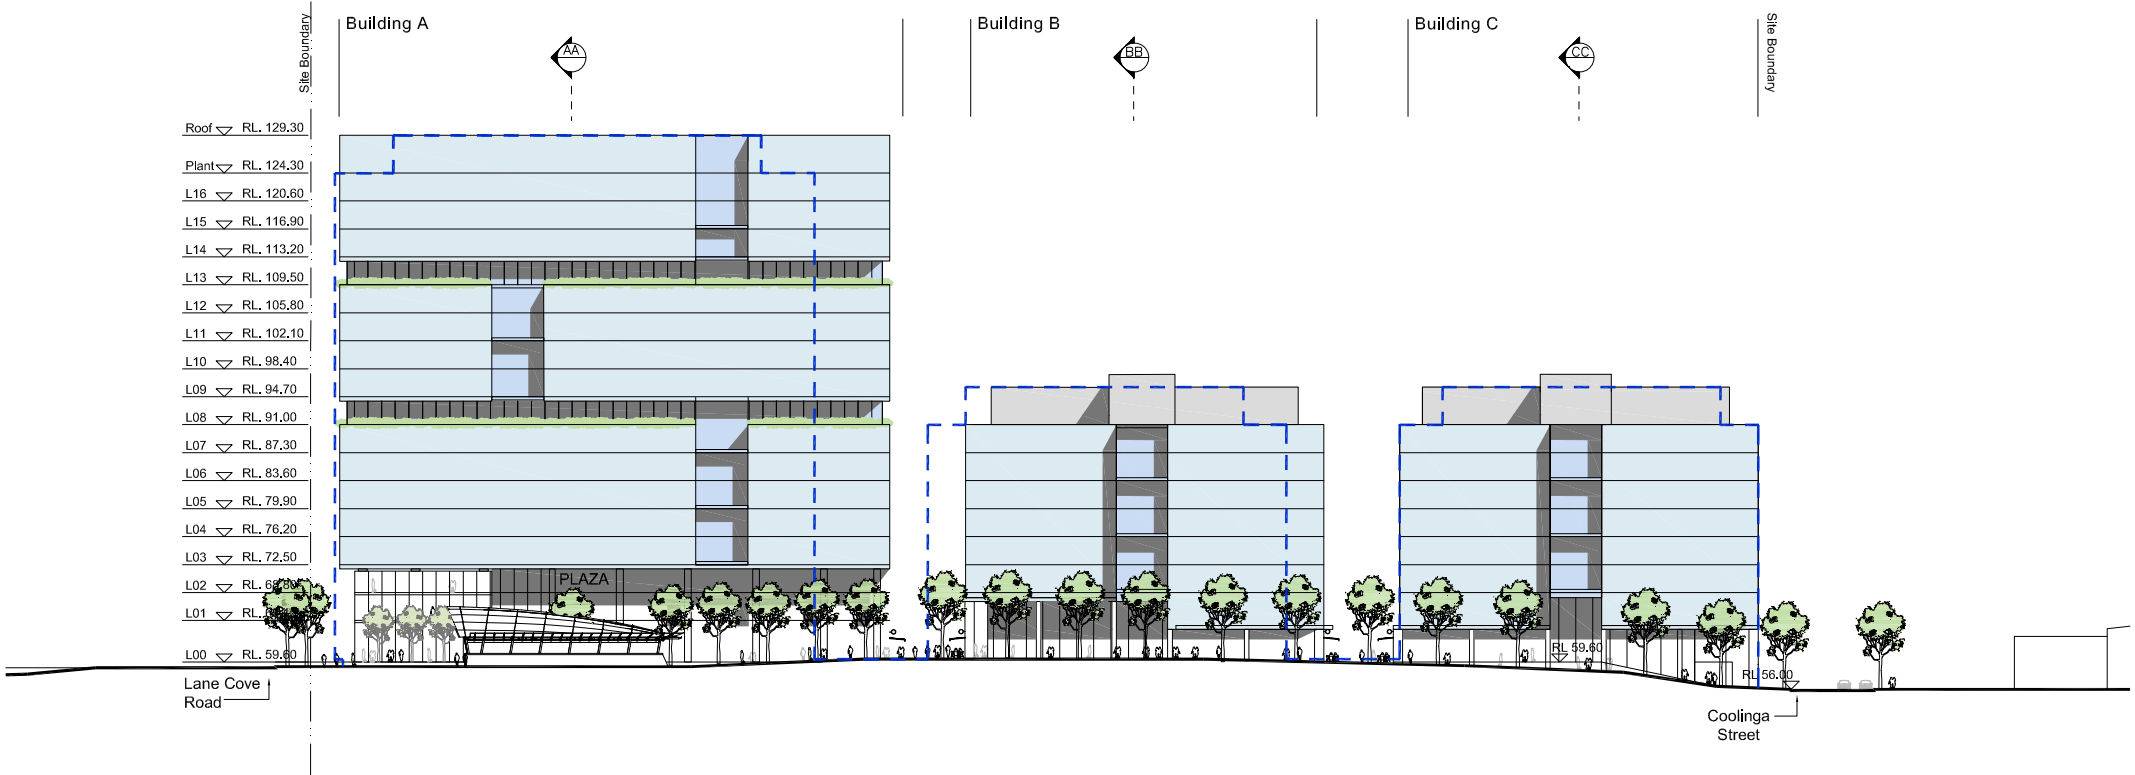 Site Boundary
Building A
Building B
Building C
Site Boundary
AA
BB
CC
Roof RL. 129.30
Plant RL. 124.30
L16 RL. 120.60
L15 RL. 116.90
L14 RL. 113.20
L13 RL. 109.50
L12 RL. 105.80
L11 RL. 102.10
L10 RL. 98.40
L09 RL. 94.70
L08 RL. 91.00
L07 RL. 87.30
L06 RL. 83.60
L05 RL. 79.90
L04 RL. 76.20
L03 RL. 72.50
L02 RL.
PLAZA
L01 RL.
L00 RL. 59.60
RL 59.60
RL 56.00
Lane Cove
Road
Coolinga
Street